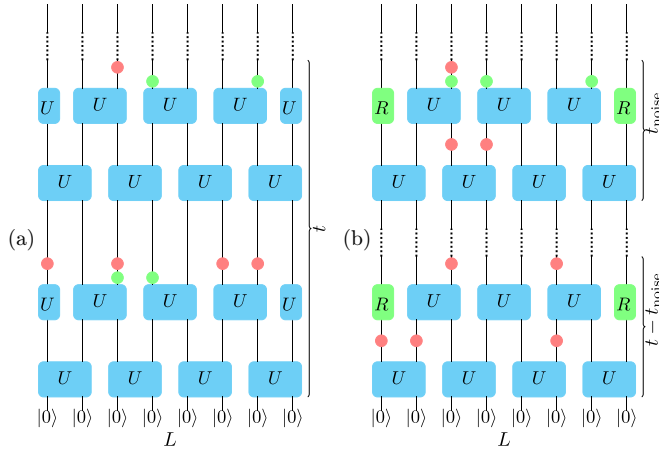 U U U U U
U U U U
(a)
t
U U U U U
U U U U
|0⟩ |0⟩ |0⟩ |0⟩ |0⟩ |0⟩ |0⟩ |0⟩
L
R U U U R
t_noise
U U U U
(b)
R U U U R
t − t_noise
U U U U
|0⟩ |0⟩ |0⟩ |0⟩ |0⟩ |0⟩ |0⟩ |0⟩
L